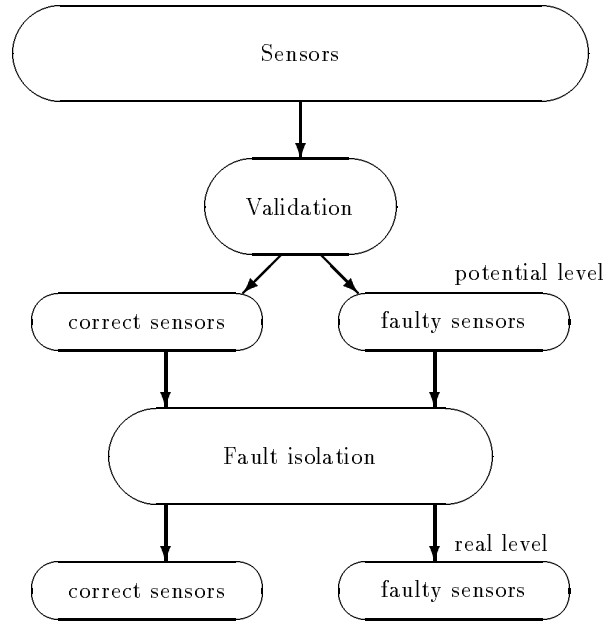 Sensors
Validation
potential level
correct sensors
faulty sensors
Fault isolation
real level
correct sensors
faulty sensors